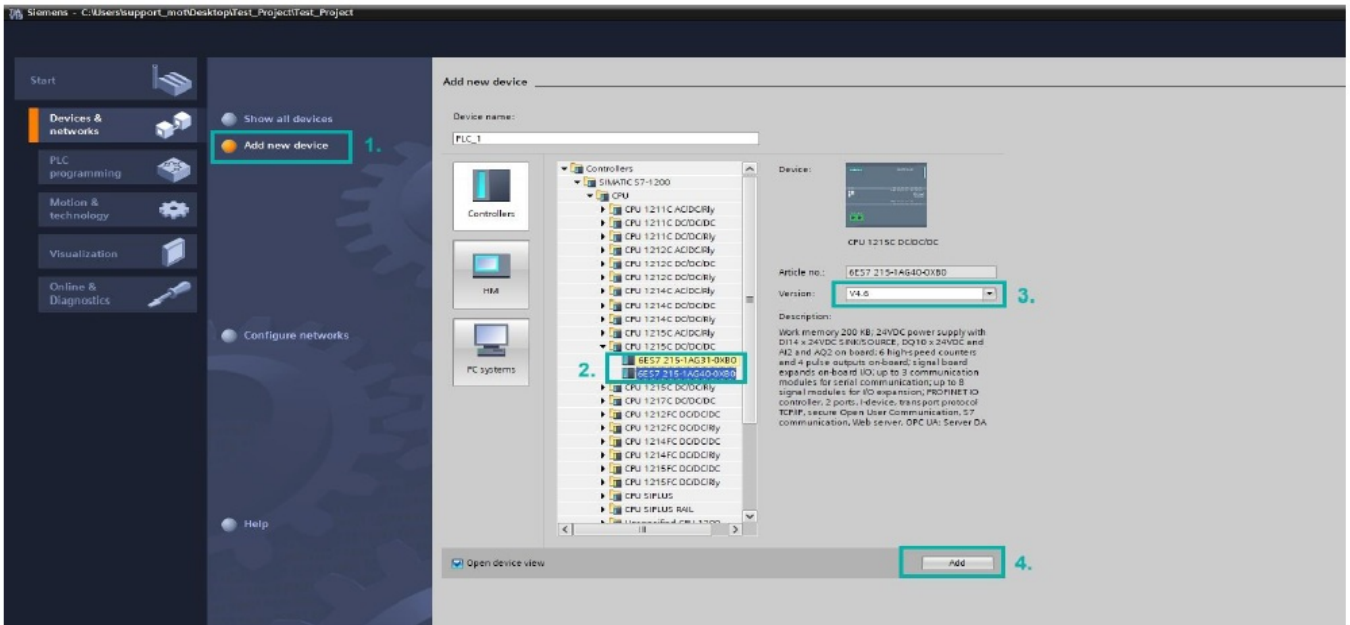 Siemens - C:\Users\support_mot\Desktop\Test_Project\Test_Project
Start
Devices &
networks
PLC
programming
Motion &
technology
Visualization
Online &
Diagnostics
Show all devices
Add new device
1.
Configure networks
Help
Add new device
Device name:
PLC_1
Controllers
HMI
PC systems
Controllers
SIMATIC S7-1200
CPU
CPU 1211C AC/DC/Rly
CPU 1211C DC/DC/DC
CPU 1211C DC/DC/Rly
CPU 1212C AC/DC/Rly
CPU 1212C DC/DC/DC
CPU 1212C DC/DC/Rly
CPU 1214C AC/DC/Rly
CPU 1214C DC/DC/DC
CPU 1214C DC/DC/Rly
CPU 1215C AC/DC/Rly
CPU 1215C DC/DC/DC
6ES7 215-1AG31-0XB0
6ES7 215-1AG40-0XB0
2.
CPU 1215C DC/DC/Rly
CPU 1217C DC/DC/DC
CPU 1212FC DC/DC/DC
CPU 1212FC DC/DC/Rly
CPU 1214FC DC/DC/DC
CPU 1214FC DC/DC/Rly
CPU 1215FC DC/DC/DC
CPU 1215FC DC/DC/Rly
CPU SIPLUS
CPU SIPLUS RAIL
Unspecified CPU 1200
Device:
CPU 1215C DC/DC/DC
Article no.: 6ES7 215-1AG40-0XB0
Version: V4.6
3.
Description:
Work memory 200 KB; 24VDC power supply with
DI14 x 24VDC SINK/SOURCE, DQ10 x 24VDC and
AI2 and AQ2 on board; 6 high-speed counters
and 4 pulse outputs on-board; signal board
expands on-board I/O; up to 3 communication
modules for serial communication; up to 8
signal modules for I/O expansion; PROFINET IO
controller, 2 ports, I-device, transport protocol
TCP/IP, secure Open User Communication, S7
communication, Web server, OPC UA: Server DA
Open device view
Add
4.